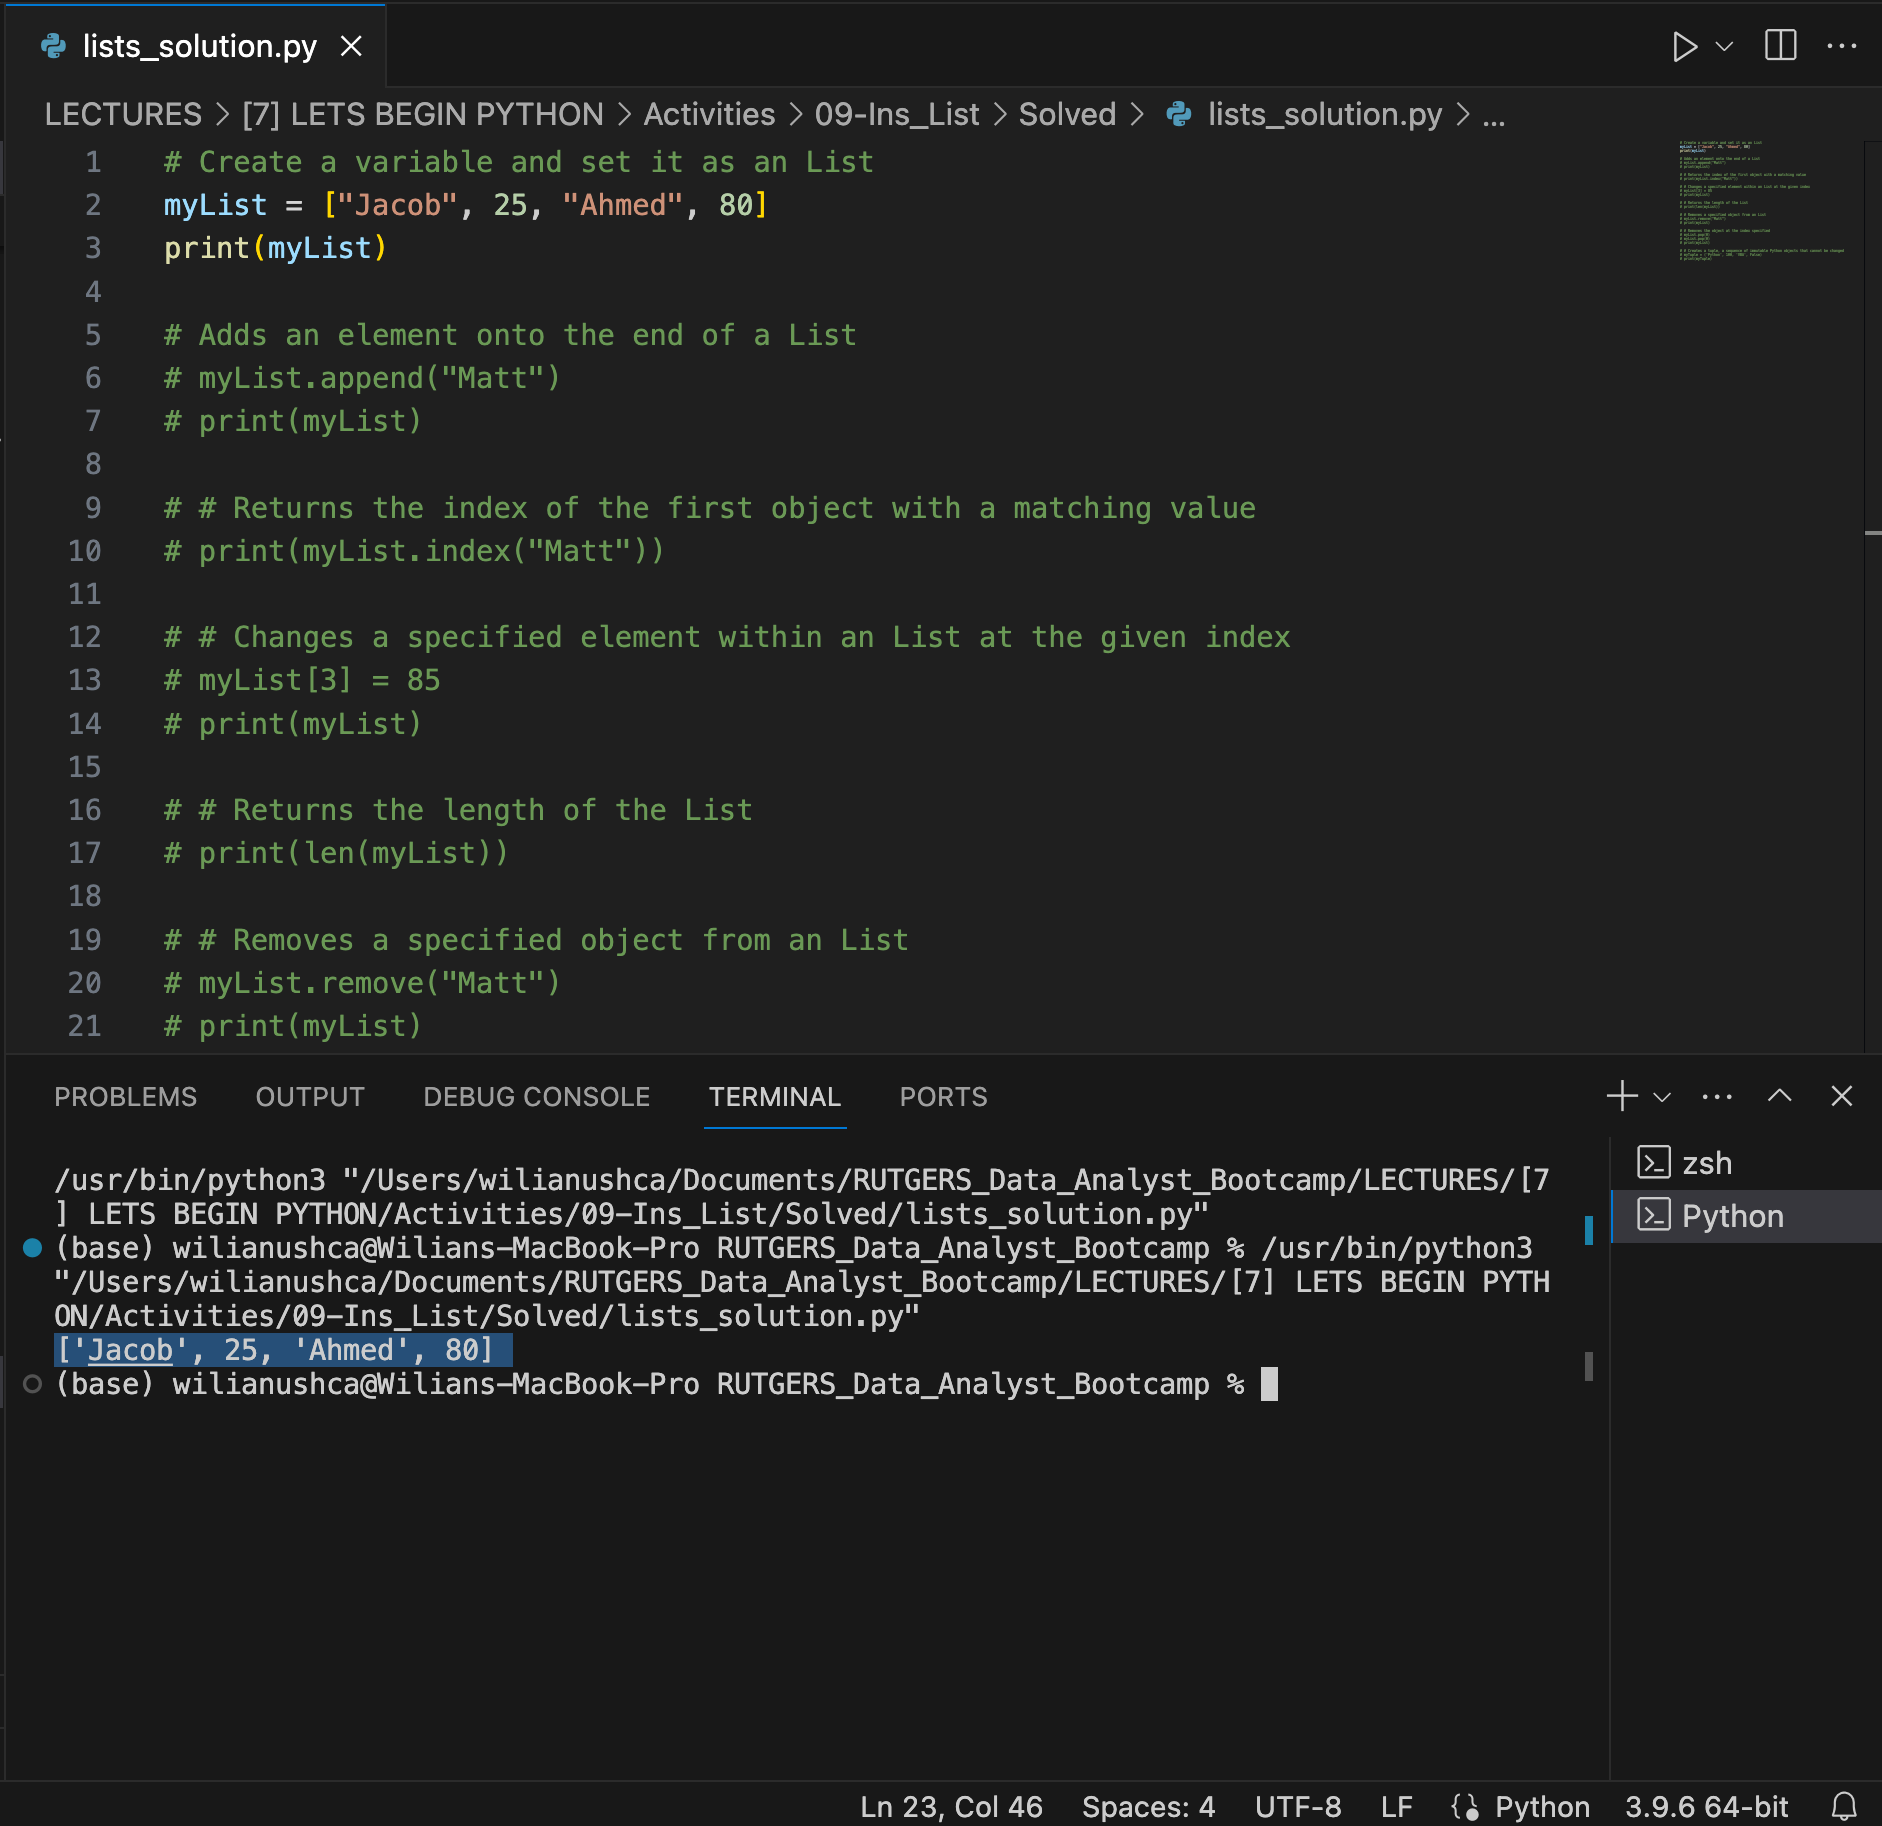 lists_solution.py
LECTURES > [7] LETS BEGIN PYTHON > Activities > 09-Ins_List > Solved > lists_solution.py > ...
1 # Create a variable and set it as an List
2 myList = ["Jacob", 25, "Ahmed", 80]
3 print(myList)
4
5 # Adds an element onto the end of a List
6 # myList.append("Matt")
7 # print(myList)
8
9 # # Returns the index of the first object with a matching value
10 # print(myList.index("Matt"))
11
12 # # Changes a specified element within an List at the given index
13 # myList[3] = 85
14 # print(myList)
15
16 # # Returns the length of the List
17 # print(len(myList))
18
19 # # Removes a specified object from an List
20 # myList.remove("Matt")
21 # print(myList)
PROBLEMS OUTPUT DEBUG CONSOLE TERMINAL PORTS
/usr/bin/python3 "/Users/wilianushca/Documents/RUTGERS_Data_Analyst_Bootcamp/LECTURES/[7
] LETS BEGIN PYTHON/Activities/09-Ins_List/Solved/lists_solution.py"
(base) wilianushca@Wilians-MacBook-Pro RUTGERS_Data_Analyst_Bootcamp % /usr/bin/python3
"/Users/wilianushca/Documents/RUTGERS_Data_Analyst_Bootcamp/LECTURES/[7] LETS BEGIN PYTH
ON/Activities/09-Ins_List/Solved/lists_solution.py"
['Jacob', 25, 'Ahmed', 80]
(base) wilianushca@Wilians-MacBook-Pro RUTGERS_Data_Analyst_Bootcamp %
zsh
Python
Ln 23, Col 46 Spaces: 4 UTF-8 LF Python 3.9.6 64-bit